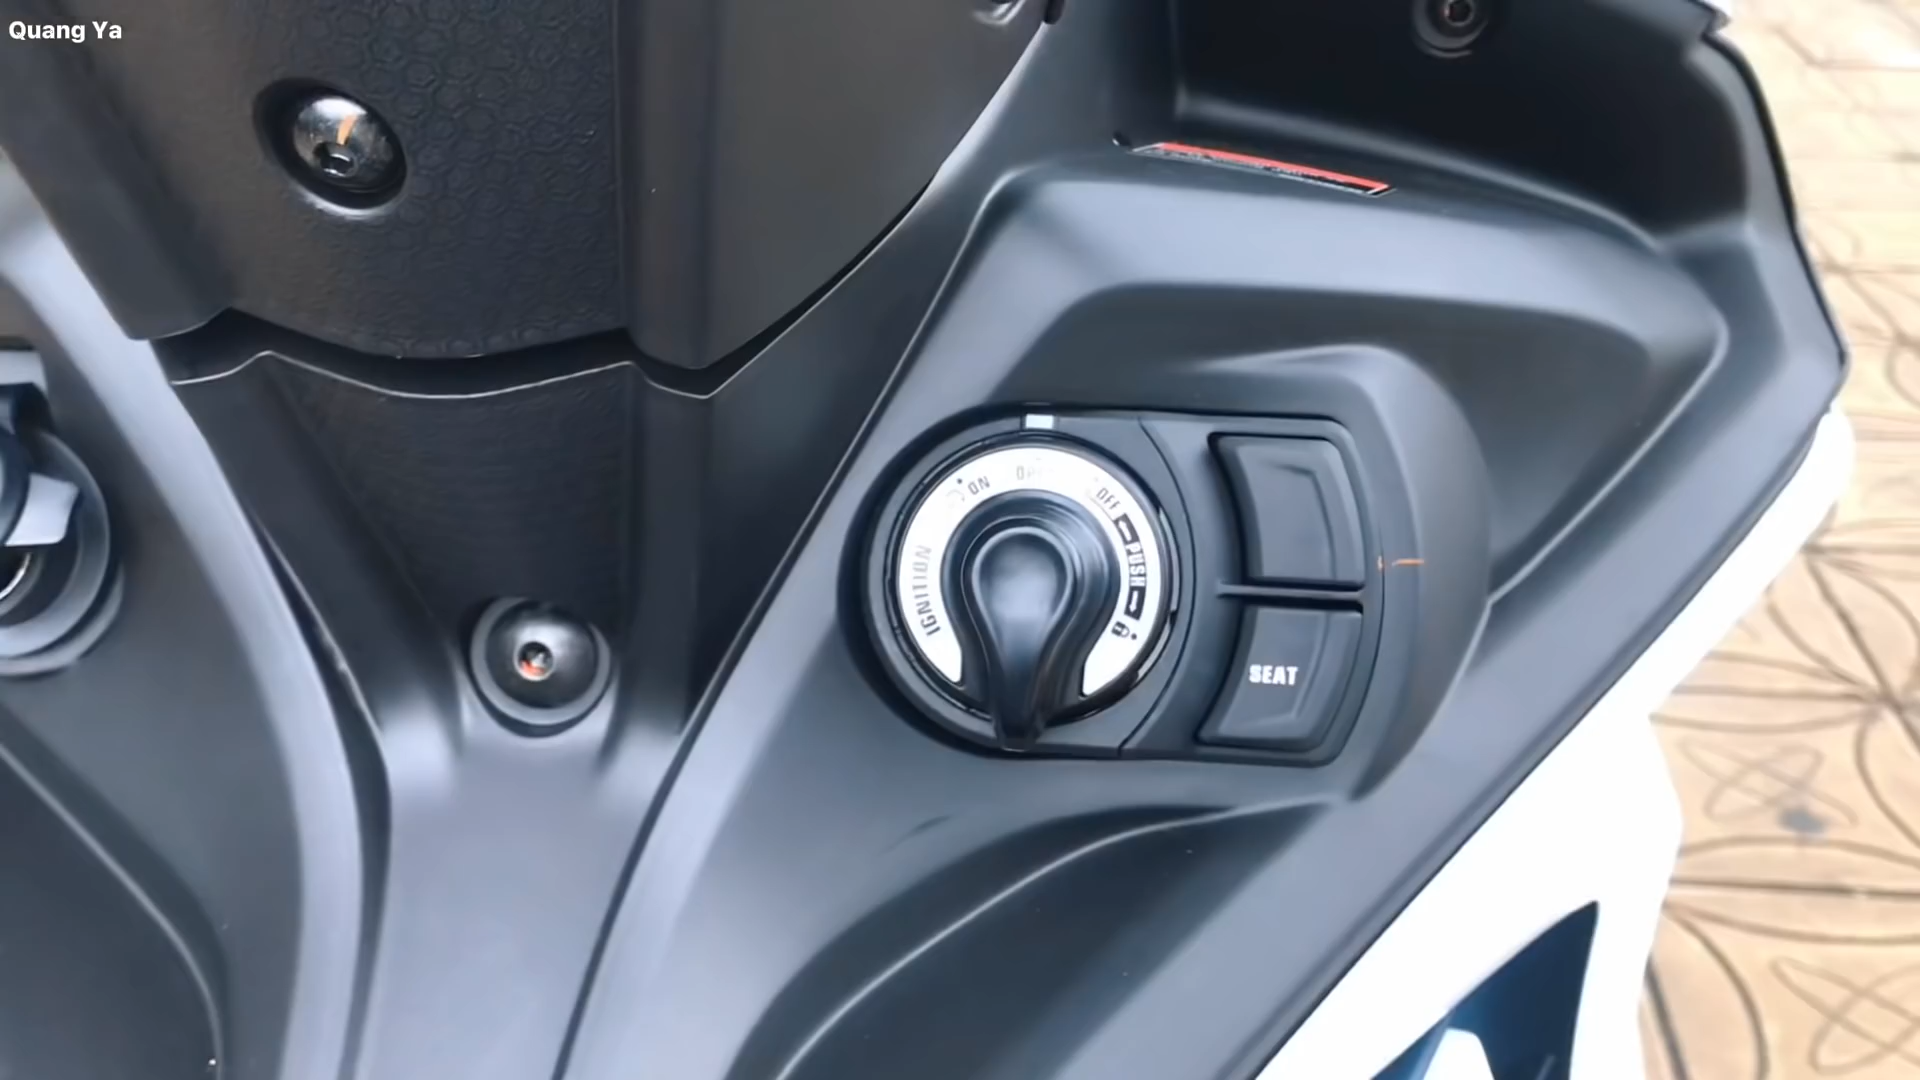 Quang Ya
ON
OFF
PUSH
IGNITION
SEAT